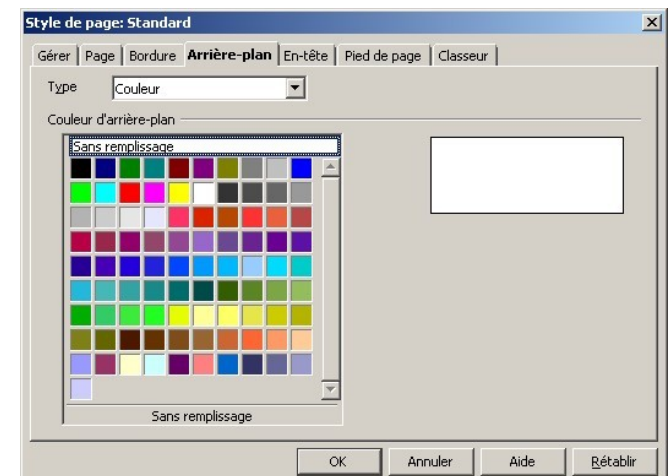 Style de page: Standard
Gérer Page Bordure Arrière-plan En-tête Pied de page Classeur
Type Couleur
Couleur d'arrière-plan
Sans remplissage
Sans remplissage
OK Annuler Aide Rétablir